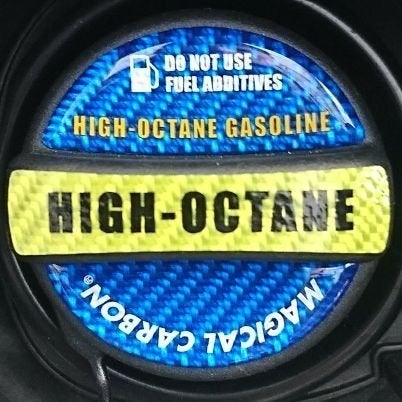 DO NOT USE
FUEL ADDITIVES
HIGH-OCTANE GASOLINE
HIGH-OCTANE
MAGICAL CARBON®